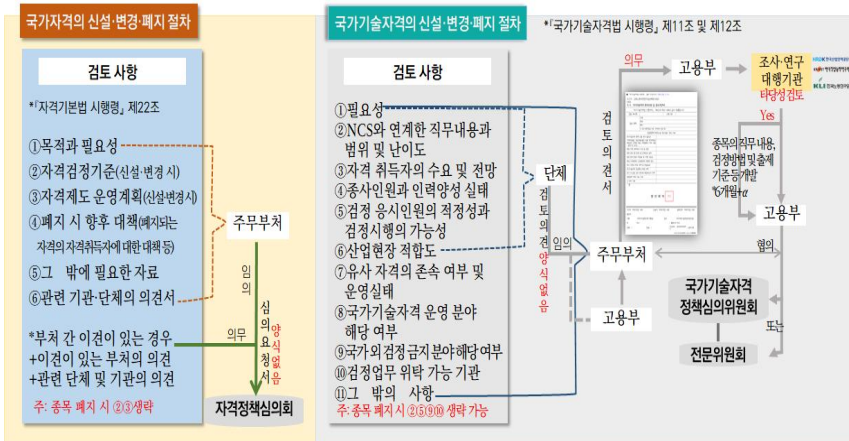 국가자격의 신설·변경·폐지 절차
검토 사항
*『자격기본법 시행령』 제22조
①목적과 필요성
②자격검정기준(신설·변경 시)
③자격제도 운영계획(신설·변경 시)
④폐지 시 향후 대책(폐지되는
자격의 자격취득자에 대한 대책 등)
⑤그 밖에 필요한 자료
⑥관련 기관·단체의 의견서
*부처 간 이견이 있는 경우
+이견이 있는 부처의 의견
+관련 단체 및 기관의 의견
주: 종목 폐지 시 ②③생략
주무부처
임의
의무
심의요청서
양식없음
자격정책심의회
국가기술자격의 신설·변경·폐지 절차
*『국가기술자격법 시행령』 제11조 및 제12조
검토 사항
①필요성
②NCS와 연계한 직무내용과
범위 및 난이도
③자격 취득자의 수요 및 전망
④종사인원과 인력양성 실태
⑤검정 응시인원의 적정성과
검정시행의 가능성
⑥산업현장 적합도
⑦유사 자격의 존속 여부 및
운영실태
⑧국가기술자격 운영 분야
해당 여부
⑨국가 외 검정 금지 분야 해당 여부
⑩검정업무 위탁 가능 기관
⑪그 밖의 사항
주: 종목 폐지 시 ②⑤⑨⑩ 생략 가능
단체
검토의견
양식없음
임의
주무부처
고용부
검토의견서
의무
고용부
조사·연구
대행기관
타당성검토
Yes
종목의 직무내용,
검정방법 및 출제
기준 등 개발
*6개월+α
고용부
협의
국가기술자격
정책심의위원회
또는
전문위원회